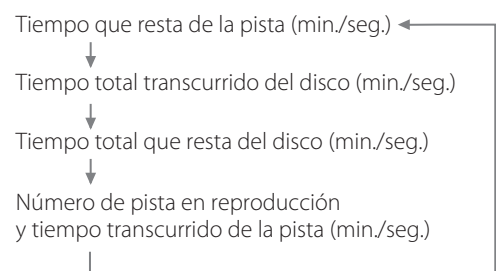 Tiempo que resta de la pista (min./seg.)
Tiempo total transcurrido del disco (min./seg.)
Tiempo total que resta del disco (min./seg.)
Número de pista en reproducción
y tiempo transcurrido de la pista (min./seg.)